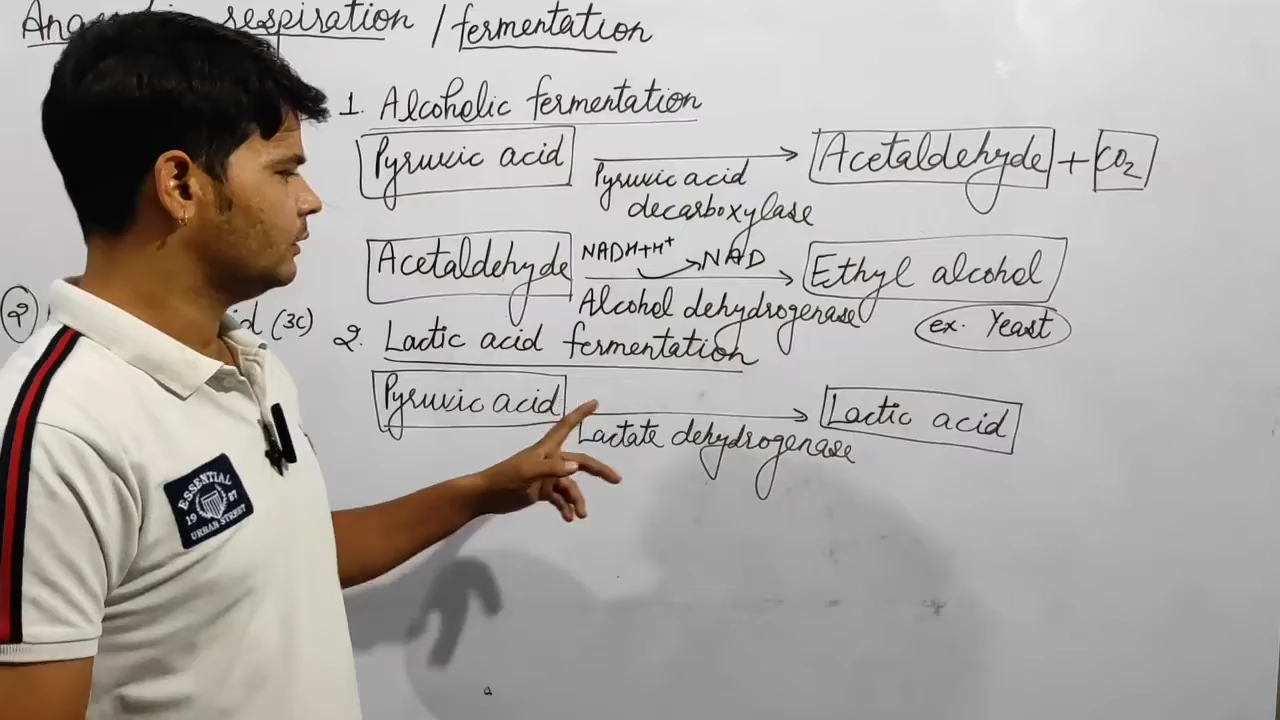 respiration / fermentation
1. Alcoholic fermentation
Pyruvic acid → Acetaldehyde + CO2
Pyruvic acid
decarboxylase
Acetaldehyde NADH+H+ → NAD → Ethyl alcohol
Alcohol dehydrogenase
ex. Yeast
2 (3C)
2. Lactic acid fermentation
Pyruvic acid → Lactic acid
Lactate dehydrogenase
ESSENTIAL
19 87
URBAN STREET